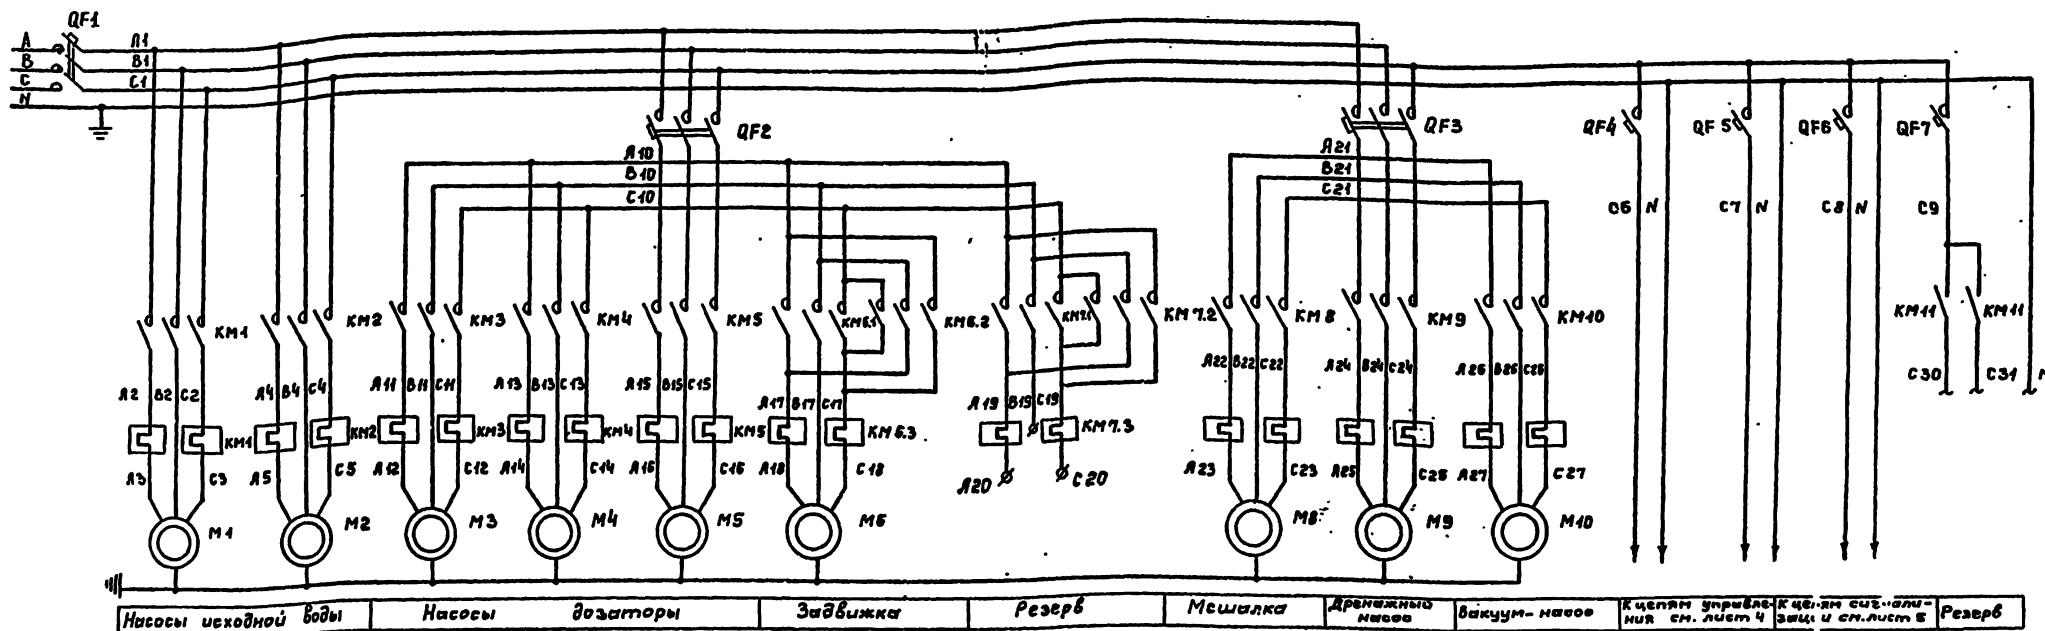 QF1
A
B
C
N
A1
B1
C1
QF2
QF3
QF4
QF5
QF6
QF7
A10
B10
C10
A21
B21
C21
C6 N
C7 N
C8 N
C9
KM1
KM2
KM3
KM4
KM5
KM6.1
KM6.2
KM7.1
KM7.2
KM8
KM9
KM10
KM11
KM11
A2 B2 C2
A4 B4 C4
A11 B11 C11
A13 B13 C13
A15 B15 C15
A17 B17 C17
A19 B19 C19
A22 B22 C22
A24 B24 C24
A26 B26 C26
C30
C31
N
KM1
KM2
KM3
KM4
KM5
KM6.3
KM7.3
A3 C3
A5 C5
A12 C12
A14 C14
A16 C16
A18 C18
A20 C20
A23 C23
A25 C25
A27 C27
M1
M2
M3
M4
M5
M6
M8
M9
M10
Насосы исходной воды
Насосы дозаторы
Задвижка
Резерв
Мешалка
Дренажный
насос
Вакуум-насос
К цепям управле-
ния см. лист 4
К цепям сигнали-
зации см. лист 5
Резерв